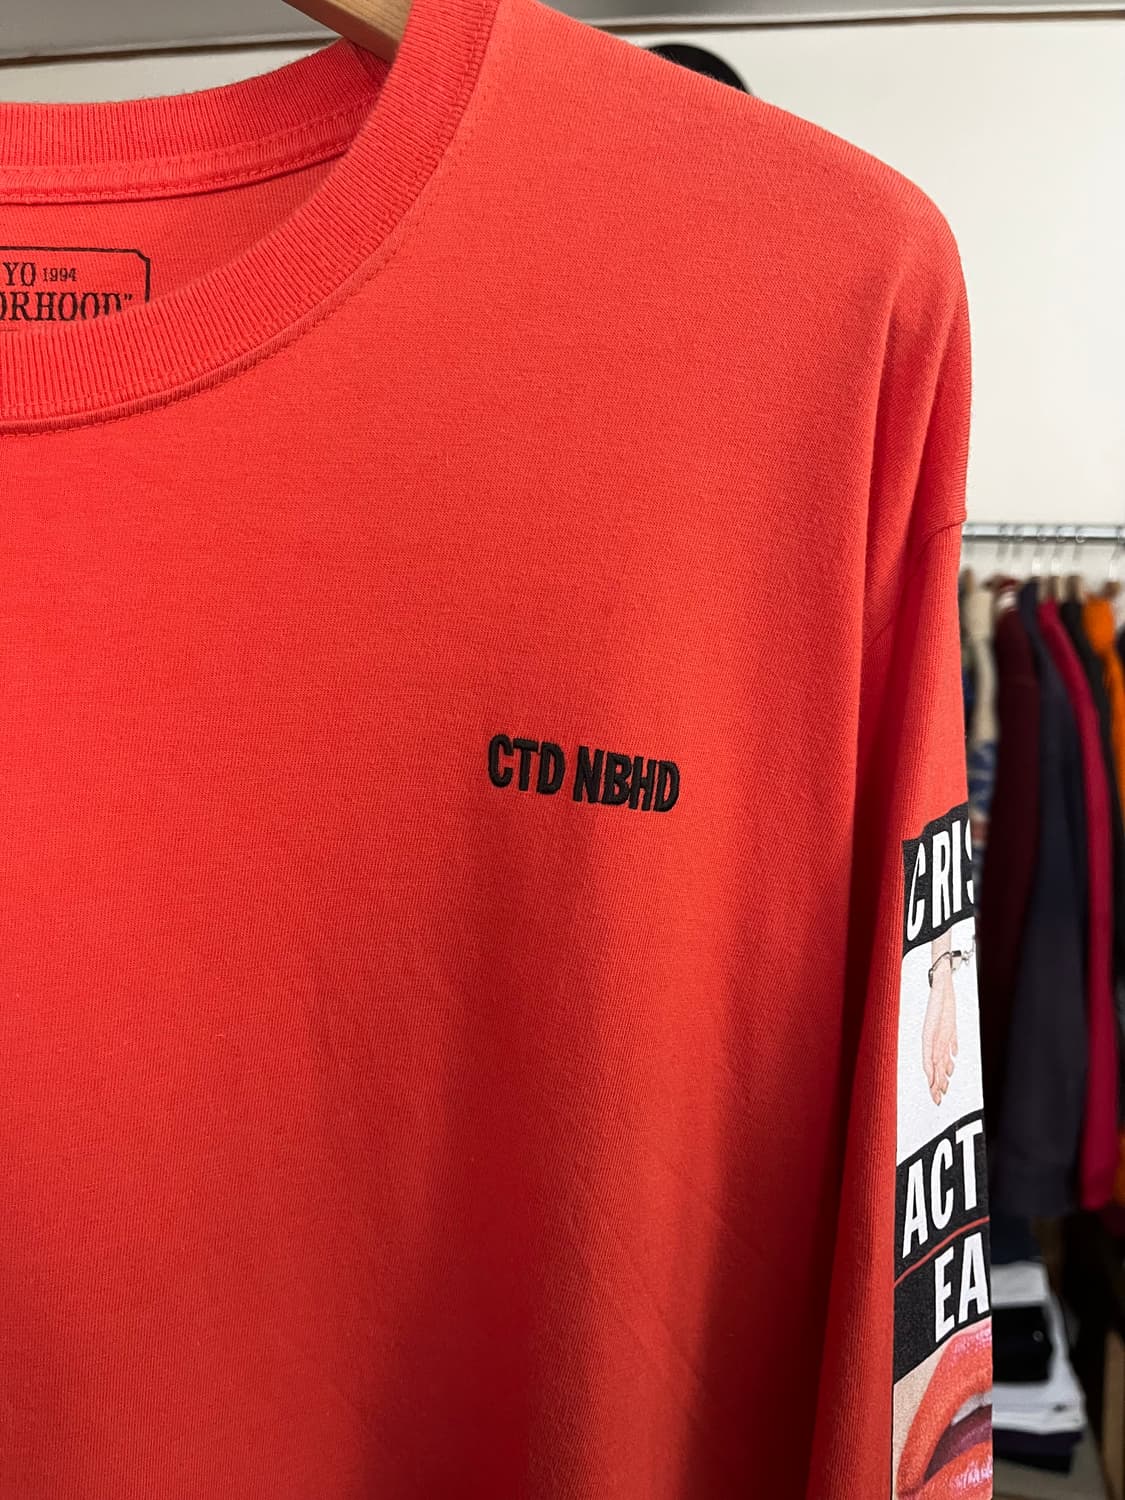 YO 1994
ORHOOD"
CTD NBHD
CRIS
ACT
EA